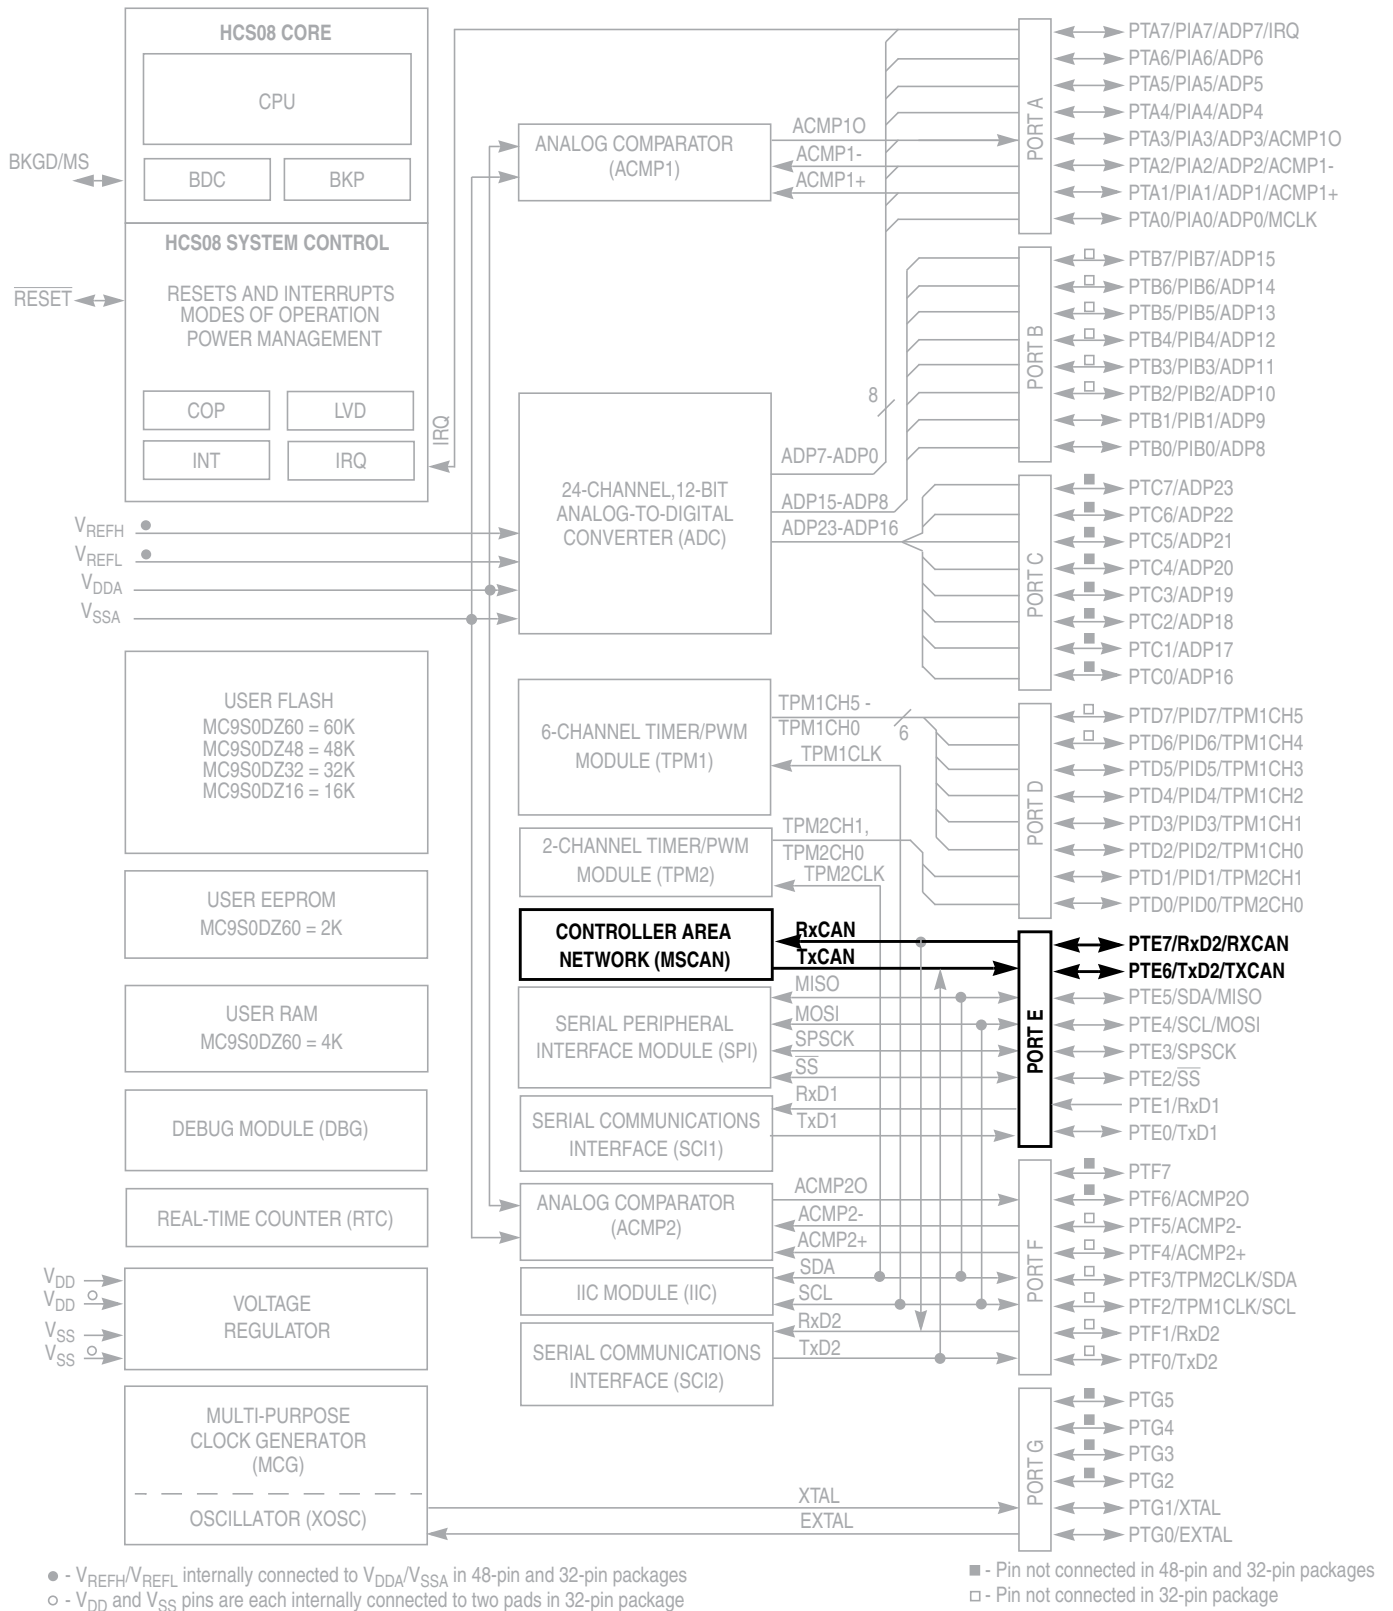 HCS08 CORE
CPU
BDC
BKP
BKGD/MS
HCS08 SYSTEM CONTROL
RESETS AND INTERRUPTS
MODES OF OPERATION
POWER MANAGEMENT
RESET
COP
LVD
INT
IRQ
IRQ
VREFH
VREFL
VDDA
VSSA
USER FLASH
MC9S0DZ60 = 60K
MC9S0DZ48 = 48K
MC9S0DZ32 = 32K
MC9S0DZ16 = 16K
USER EEPROM
MC9S0DZ60 = 2K
USER RAM
MC9S0DZ60 = 4K
DEBUG MODULE (DBG)
REAL-TIME COUNTER (RTC)
VDD
VDD
VSS
VSS
VOLTAGE
REGULATOR
MULTI-PURPOSE
CLOCK GENERATOR
(MCG)
OSCILLATOR (XOSC)
ANALOG COMPARATOR
(ACMP1)
ACMP1O
ACMP1-
ACMP1+
24-CHANNEL,12-BIT
ANALOG-TO-DIGITAL
CONVERTER (ADC)
8
ADP7-ADP0
ADP15-ADP8
ADP23-ADP16
6-CHANNEL TIMER/PWM
MODULE (TPM1)
TPM1CH5 -
TPM1CH0
6
TPM1CLK
2-CHANNEL TIMER/PWM
MODULE (TPM2)
TPM2CH1,
TPM2CH0
TPM2CLK
CONTROLLER AREA
NETWORK (MSCAN)
RxCAN
TxCAN
SERIAL PERIPHERAL
INTERFACE MODULE (SPI)
MISO
MOSI
SPSCK
SS
SERIAL COMMUNICATIONS
INTERFACE (SCI1)
RxD1
TxD1
ANALOG COMPARATOR
(ACMP2)
ACMP2O
ACMP2-
ACMP2+
IIC MODULE (IIC)
SDA
SCL
SERIAL COMMUNICATIONS
INTERFACE (SCI2)
RxD2
TxD2
XTAL
EXTAL
PORT A
PTA7/PIA7/ADP7/IRQ
PTA6/PIA6/ADP6
PTA5/PIA5/ADP5
PTA4/PIA4/ADP4
PTA3/PIA3/ADP3/ACMP1O
PTA2/PIA2/ADP2/ACMP1-
PTA1/PIA1/ADP1/ACMP1+
PTA0/PIA0/ADP0/MCLK
PORT B
PTB7/PIB7/ADP15
PTB6/PIB6/ADP14
PTB5/PIB5/ADP13
PTB4/PIB4/ADP12
PTB3/PIB3/ADP11
PTB2/PIB2/ADP10
PTB1/PIB1/ADP9
PTB0/PIB0/ADP8
PORT C
PTC7/ADP23
PTC6/ADP22
PTC5/ADP21
PTC4/ADP20
PTC3/ADP19
PTC2/ADP18
PTC1/ADP17
PTC0/ADP16
PORT D
PTD7/PID7/TPM1CH5
PTD6/PID6/TPM1CH4
PTD5/PID5/TPM1CH3
PTD4/PID4/TPM1CH2
PTD3/PID3/TPM1CH1
PTD2/PID2/TPM1CH0
PTD1/PID1/TPM2CH1
PTD0/PID0/TPM2CH0
PORT E
PTE7/RxD2/RXCAN
PTE6/TxD2/TXCAN
PTE5/SDA/MISO
PTE4/SCL/MOSI
PTE3/SPSCK
PTE2/SS
PTE1/RxD1
PTE0/TxD1
PORT F
PTF7
PTF6/ACMP2O
PTF5/ACMP2-
PTF4/ACMP2+
PTF3/TPM2CLK/SDA
PTF2/TPM1CLK/SCL
PTF1/RxD2
PTF0/TxD2
PORT G
PTG5
PTG4
PTG3
PTG2
PTG1/XTAL
PTG0/EXTAL
● - VREFH/VREFL internally connected to VDDA/VSSA in 48-pin and 32-pin packages
○ - VDD and VSS pins are each internally connected to two pads in 32-pin package
■ - Pin not connected in 48-pin and 32-pin packages
□ - Pin not connected in 32-pin package